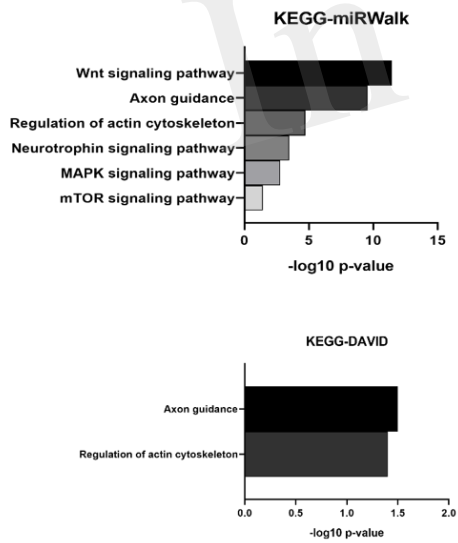 KEGG-miRWalk
Wnt signaling pathway
Axon guidance
Regulation of actin cytoskeleton
Neurotrophin signaling pathway
MAPK signaling pathway
mTOR signaling pathway
0 5 10 15
-log10 p-value
KEGG-DAVID
Axon guidance
Regulation of actin cytoskeleton
0.0 0.5 1.0 1.5 2.0
-log10 p-value